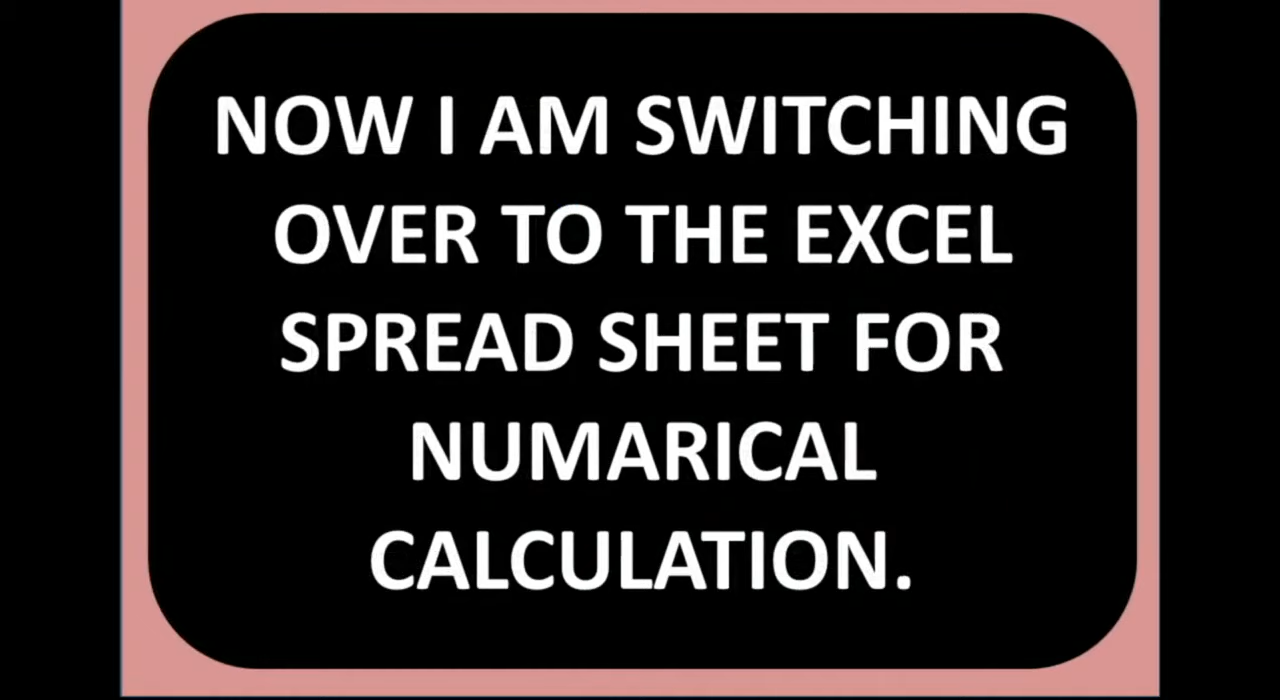 NOW I AM SWITCHING
OVER TO THE EXCEL
SPREAD SHEET FOR
NUMARICAL
CALCULATION.